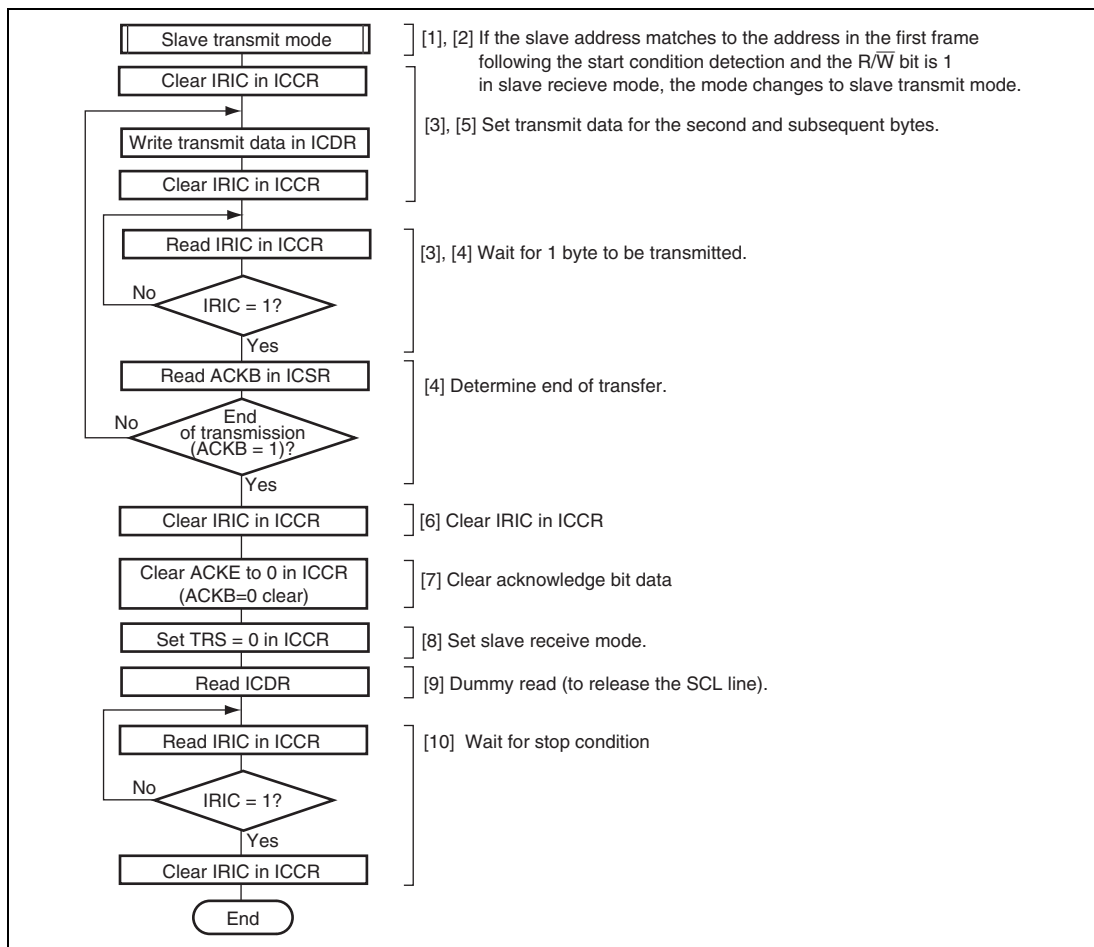 Slave transmit mode
[1], [2] If the slave address matches to the address in the first frame
following the start condition detection and the R/W̅ bit is 1
in slave recieve mode, the mode changes to slave transmit mode.
Clear IRIC in ICCR
[3], [5] Set transmit data for the second and subsequent bytes.
Write transmit data in ICDR
Clear IRIC in ICCR
Read IRIC in ICCR
[3], [4] Wait for 1 byte to be transmitted.
No
IRIC = 1?
Yes
Read ACKB in ICSR
[4] Determine end of transfer.
No
End
of transmission
(ACKB = 1)?
Yes
Clear IRIC in ICCR
[6] Clear IRIC in ICCR
Clear ACKE to 0 in ICCR
(ACKB=0 clear)
[7] Clear acknowledge bit data
Set TRS = 0 in ICCR
[8] Set slave receive mode.
Read ICDR
[9] Dummy read (to release the SCL line).
Read IRIC in ICCR
[10] Wait for stop condition
No
IRIC = 1?
Yes
Clear IRIC in ICCR
End